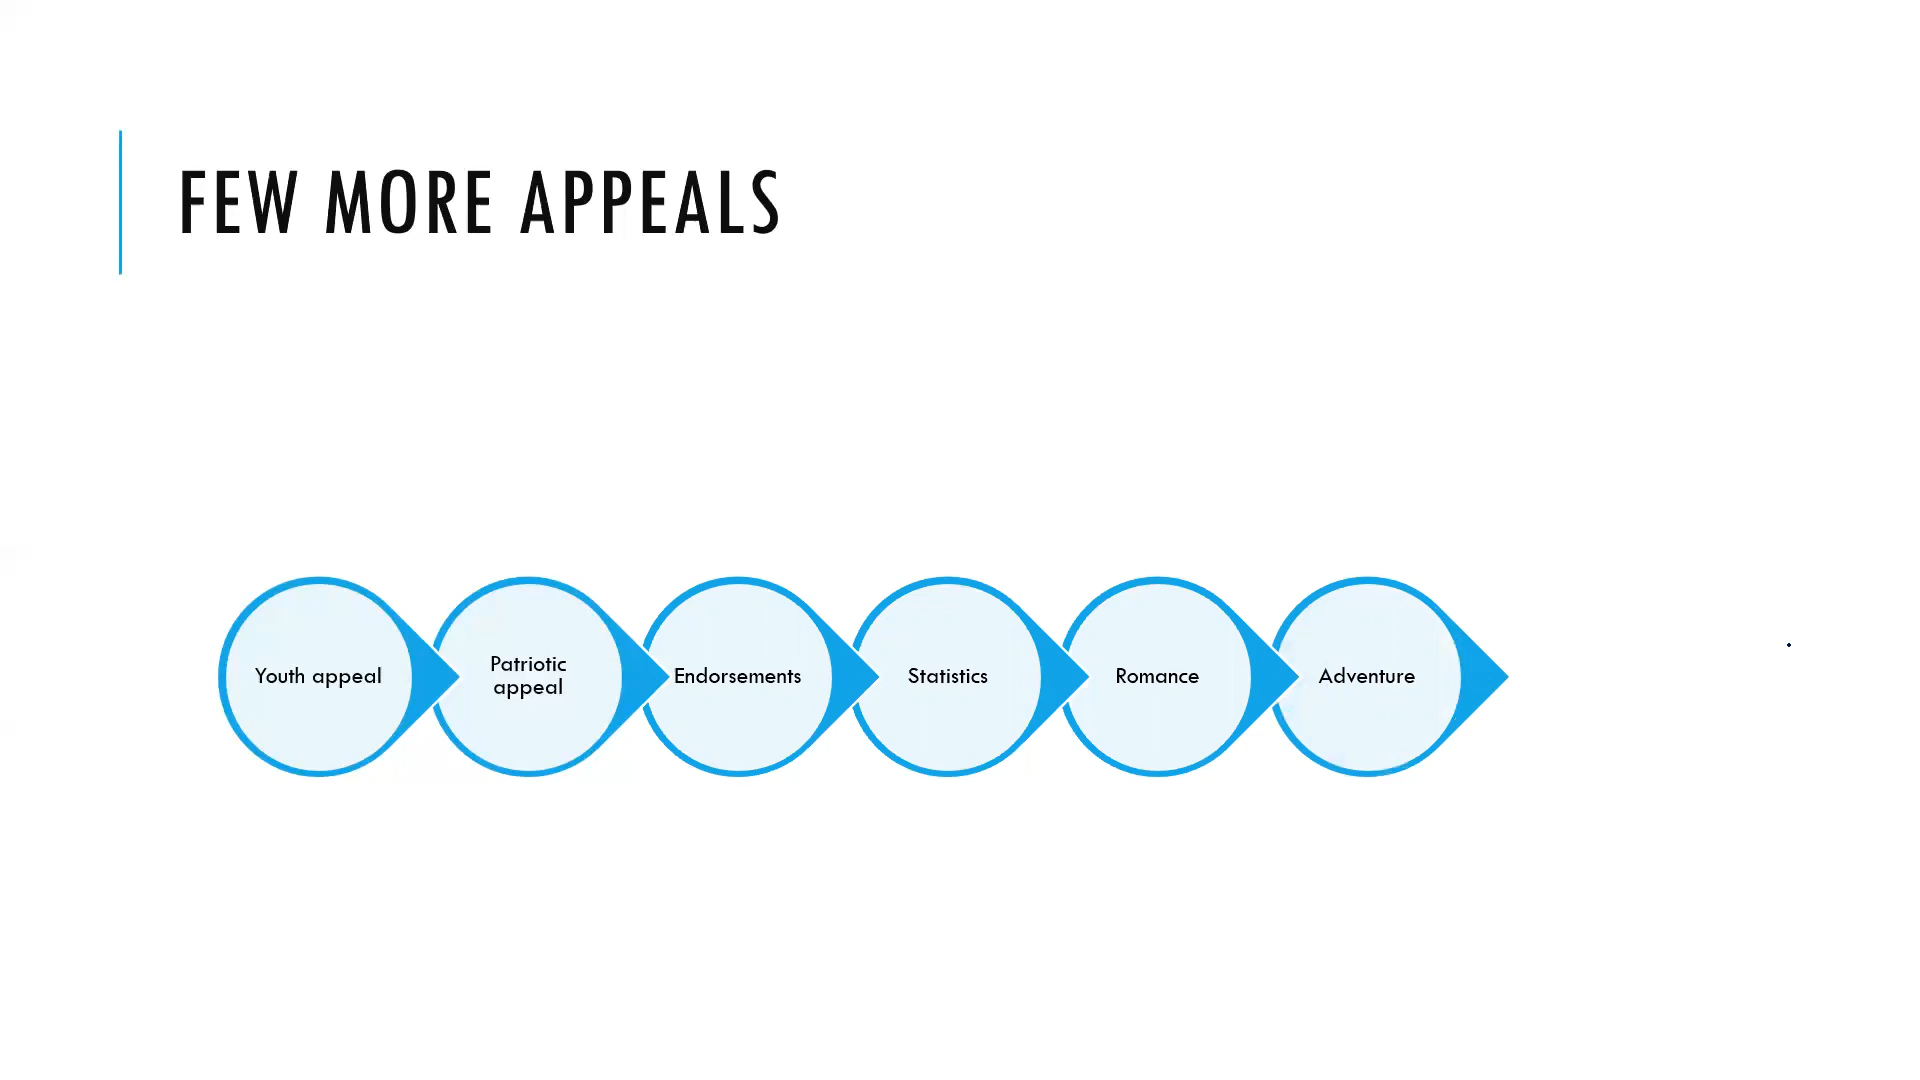 FEW MORE APPEALS
Youth appeal
Patriotic
appeal
Endorsements
Statistics
Romance
Adventure